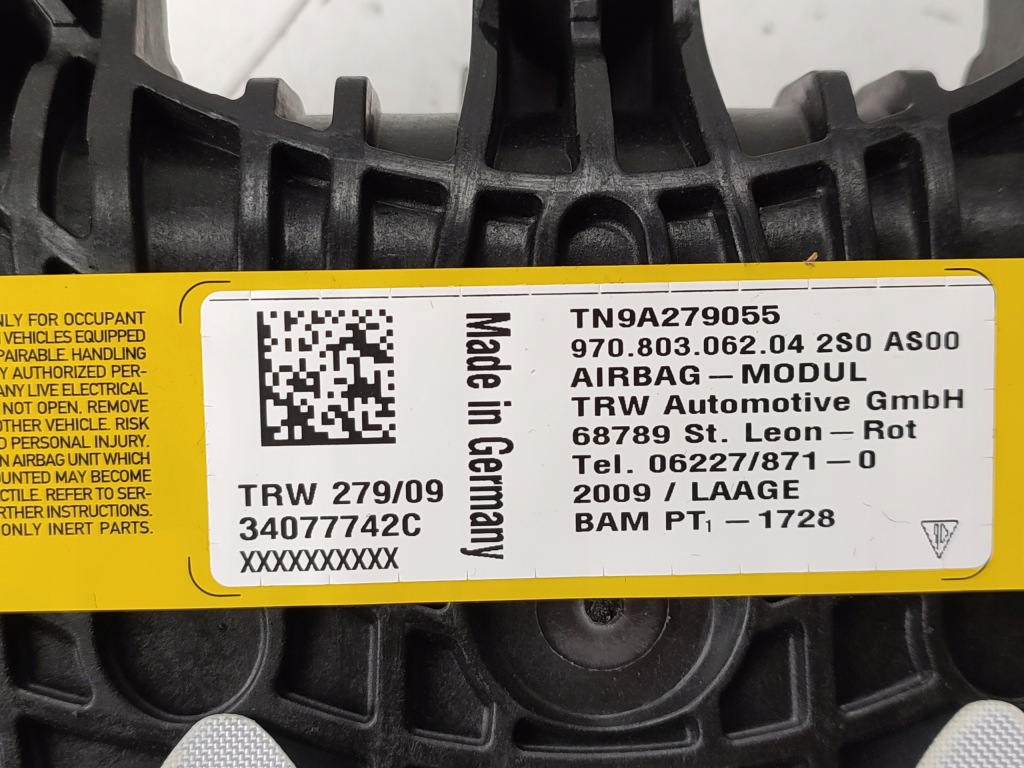 NLY FOR OCCUPANT
VEHICLES EQUIPPED
PAIRABLE. HANDLING
Y AUTHORIZED PER-
ANY LIVE ELECTRICAL
NOT OPEN, REMOVE
OTHER VEHICLE. RISK
PERSONAL INJURY.
N AIRBAG UNIT WHICH
UNTED MAY BECOME
CTILE. REFER TO SER-
RTHER INSTRUCTIONS.
ONLY INERT PARTS.
TRW 279/09
34077742C
XXXXXXXXXX
Made in Germany
TN9A279055
970.803.062.04 2S0 AS00
AIRBAG – MODUL
TRW Automotive GmbH
68789 St. Leon – Rot
Tel. 06227/871 – 0
2009 / LAAGE
BAM PT₁ – 1728